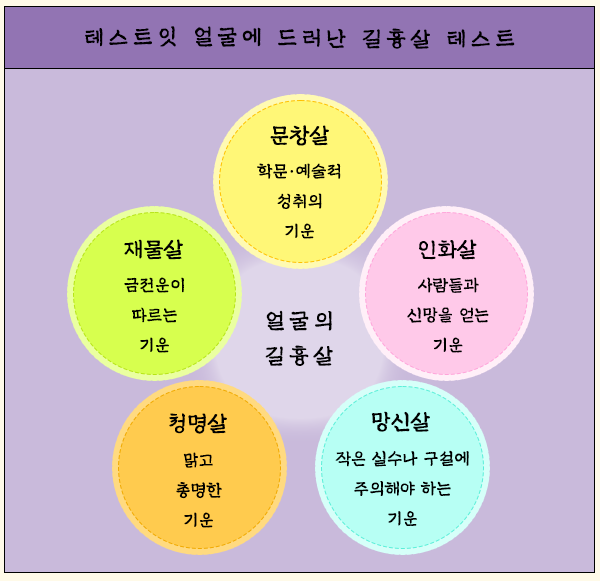 테스트잇 얼굴에 드러난 길흉살 테스트
문창살
학문·예술적
성취의
기운
재물살
금전운이
따르는
기운
인화살
사람들과
신망을 얻는
기운
얼굴의
길흉살
청명살
맑고
총명한
기운
망신살
작은 실수나 구설에
주의해야 하는
기운